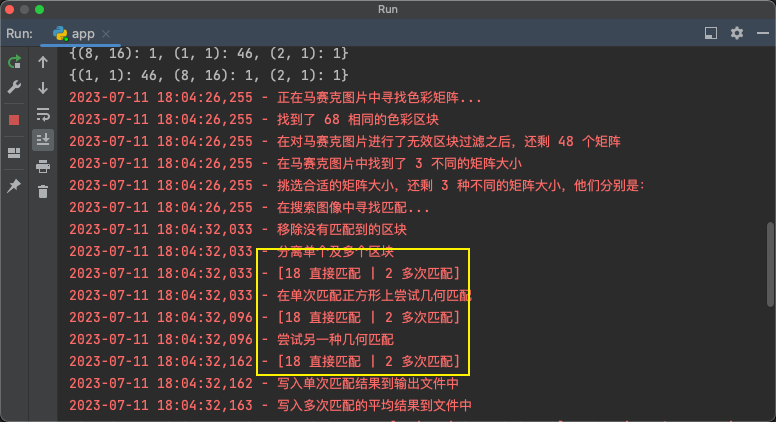 Run
Run:
app
{(8, 16): 1, (1, 1): 46, (2, 1): 1}
{(1, 1): 46, (8, 16): 1, (2, 1): 1}
2023-07-11 18:04:26,255 - 正在马赛克图片中寻找色彩矩阵...
2023-07-11 18:04:26,255 - 找到了 68 相同的色彩区块
2023-07-11 18:04:26,255 - 在对马赛克图片进行了无效区块过滤之后，还剩 48 个矩阵
2023-07-11 18:04:26,255 - 在马赛克图片中找到了 3 不同的矩阵大小
2023-07-11 18:04:26,255 - 挑选合适的矩阵大小，还剩 3 种不同的矩阵大小，他们分别是：
2023-07-11 18:04:26,255 - 在搜索图像中寻找匹配...
2023-07-11 18:04:32,033 - 移除没有匹配到的区块
2023-07-11 18:04:32,033 - 分离单个及多个区块
2023-07-11 18:04:32,033 - [18 直接匹配 | 2 多次匹配]
2023-07-11 18:04:32,033 - 在单次匹配正方形上尝试几何匹配
2023-07-11 18:04:32,096 - [18 直接匹配 | 2 多次匹配]
2023-07-11 18:04:32,096 - 尝试另一种几何匹配
2023-07-11 18:04:32,162 - [18 直接匹配 | 2 多次匹配]
2023-07-11 18:04:32,162 - 写入单次匹配结果到输出文件中
2023-07-11 18:04:32,163 - 写入多次匹配的平均结果到文件中